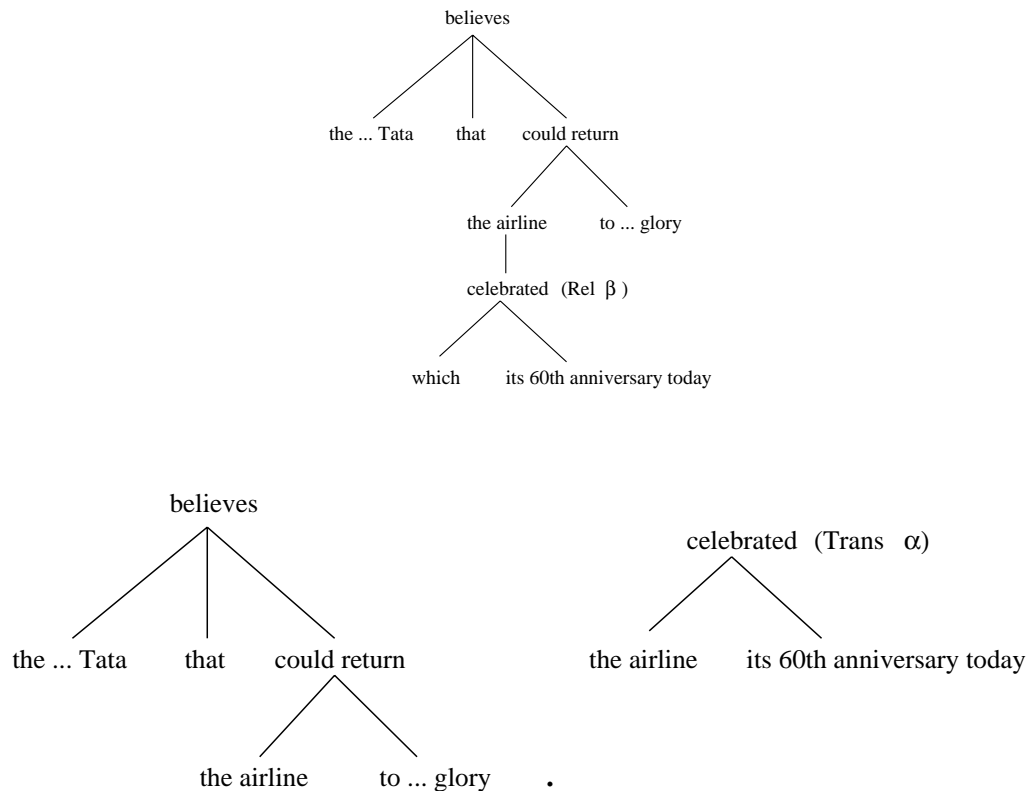 believes
the ... Tata that could return
the airline to ... glory
celebrated (Rel β )
which its 60th anniversary today
believes
celebrated (Trans α)
the ... Tata that could return
the airline its 60th anniversary today
the airline to ... glory .